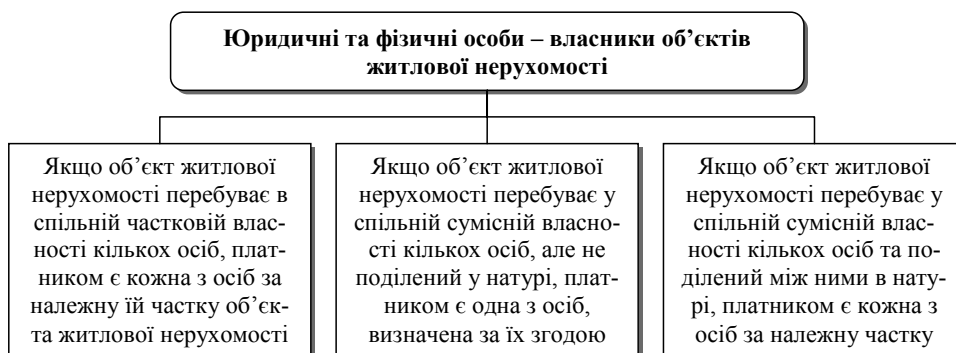 Юридичні та фізичні особи – власники об’єктів
житлової нерухомості
Якщо об’єкт житлової
нерухомості перебуває в
спільній частковій влас-
ності кількох осіб, плат-
ником є кожна з осіб за
належну їй частку об’єк-
та житлової нерухомості
Якщо об’єкт житлової
нерухомості перебуває у
спільній сумісній власно-
сті кількох осіб, але не
поділений у натурі, плат-
ником є одна з осіб,
визначена за їх згодою
Якщо об’єкт житлової
нерухомості перебуває у
спільній сумісній влас-
ності кількох осіб та по-
ділений між ними в нату-
рі, платником є кожна з
осіб за належну частку